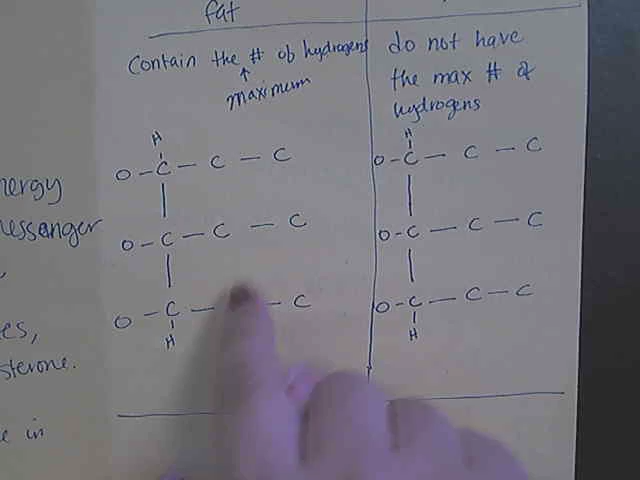 fat
Contain the # of hydrogens
↑
maximum
do not have
the max # of
hydrogens
H
O - C - C - C
O - C - C - C
O - C - - C
H
H
O - C - C - C
O - C - C - C
O - C - C - C
H
nergy
essenger
es,
sterone.
e in